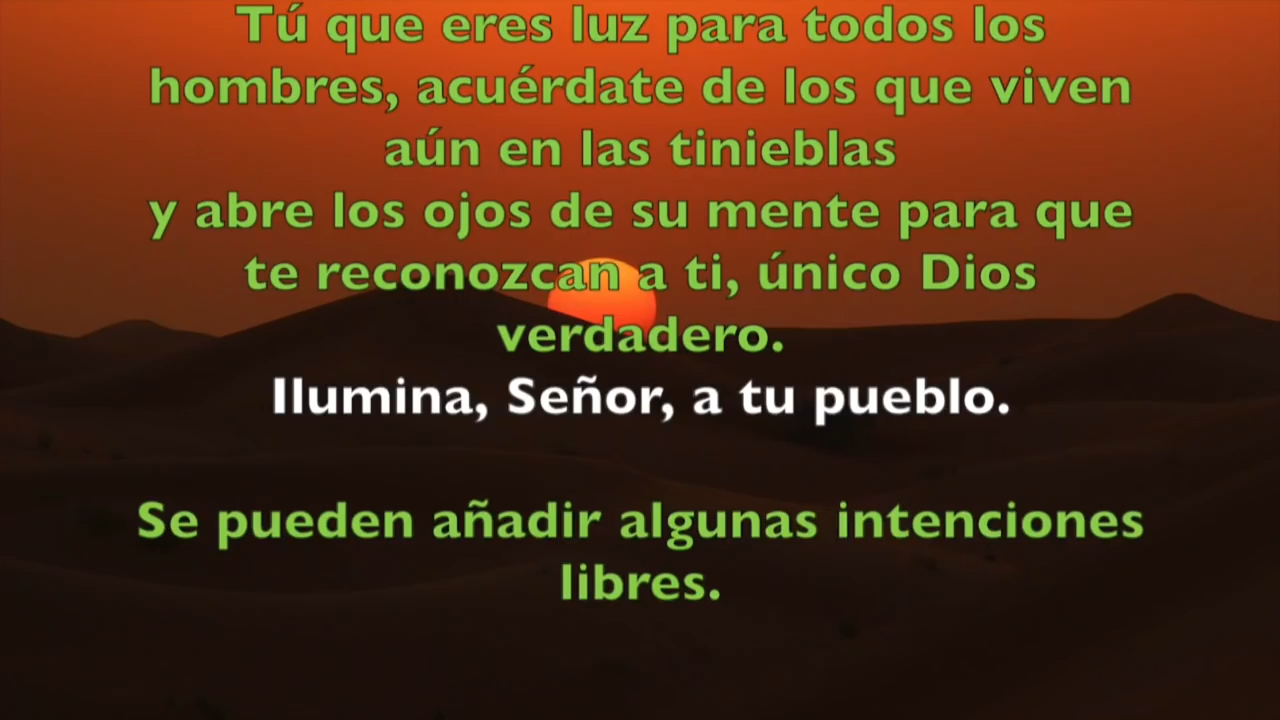 Tú que eres luz para todos los
hombres, acuérdate de los que viven
aún en las tinieblas
y abre los ojos de su mente para que
te reconozcan a ti, único Dios
verdadero.
Ilumina, Señor, a tu pueblo.
Se pueden añadir algunas intenciones
libres.